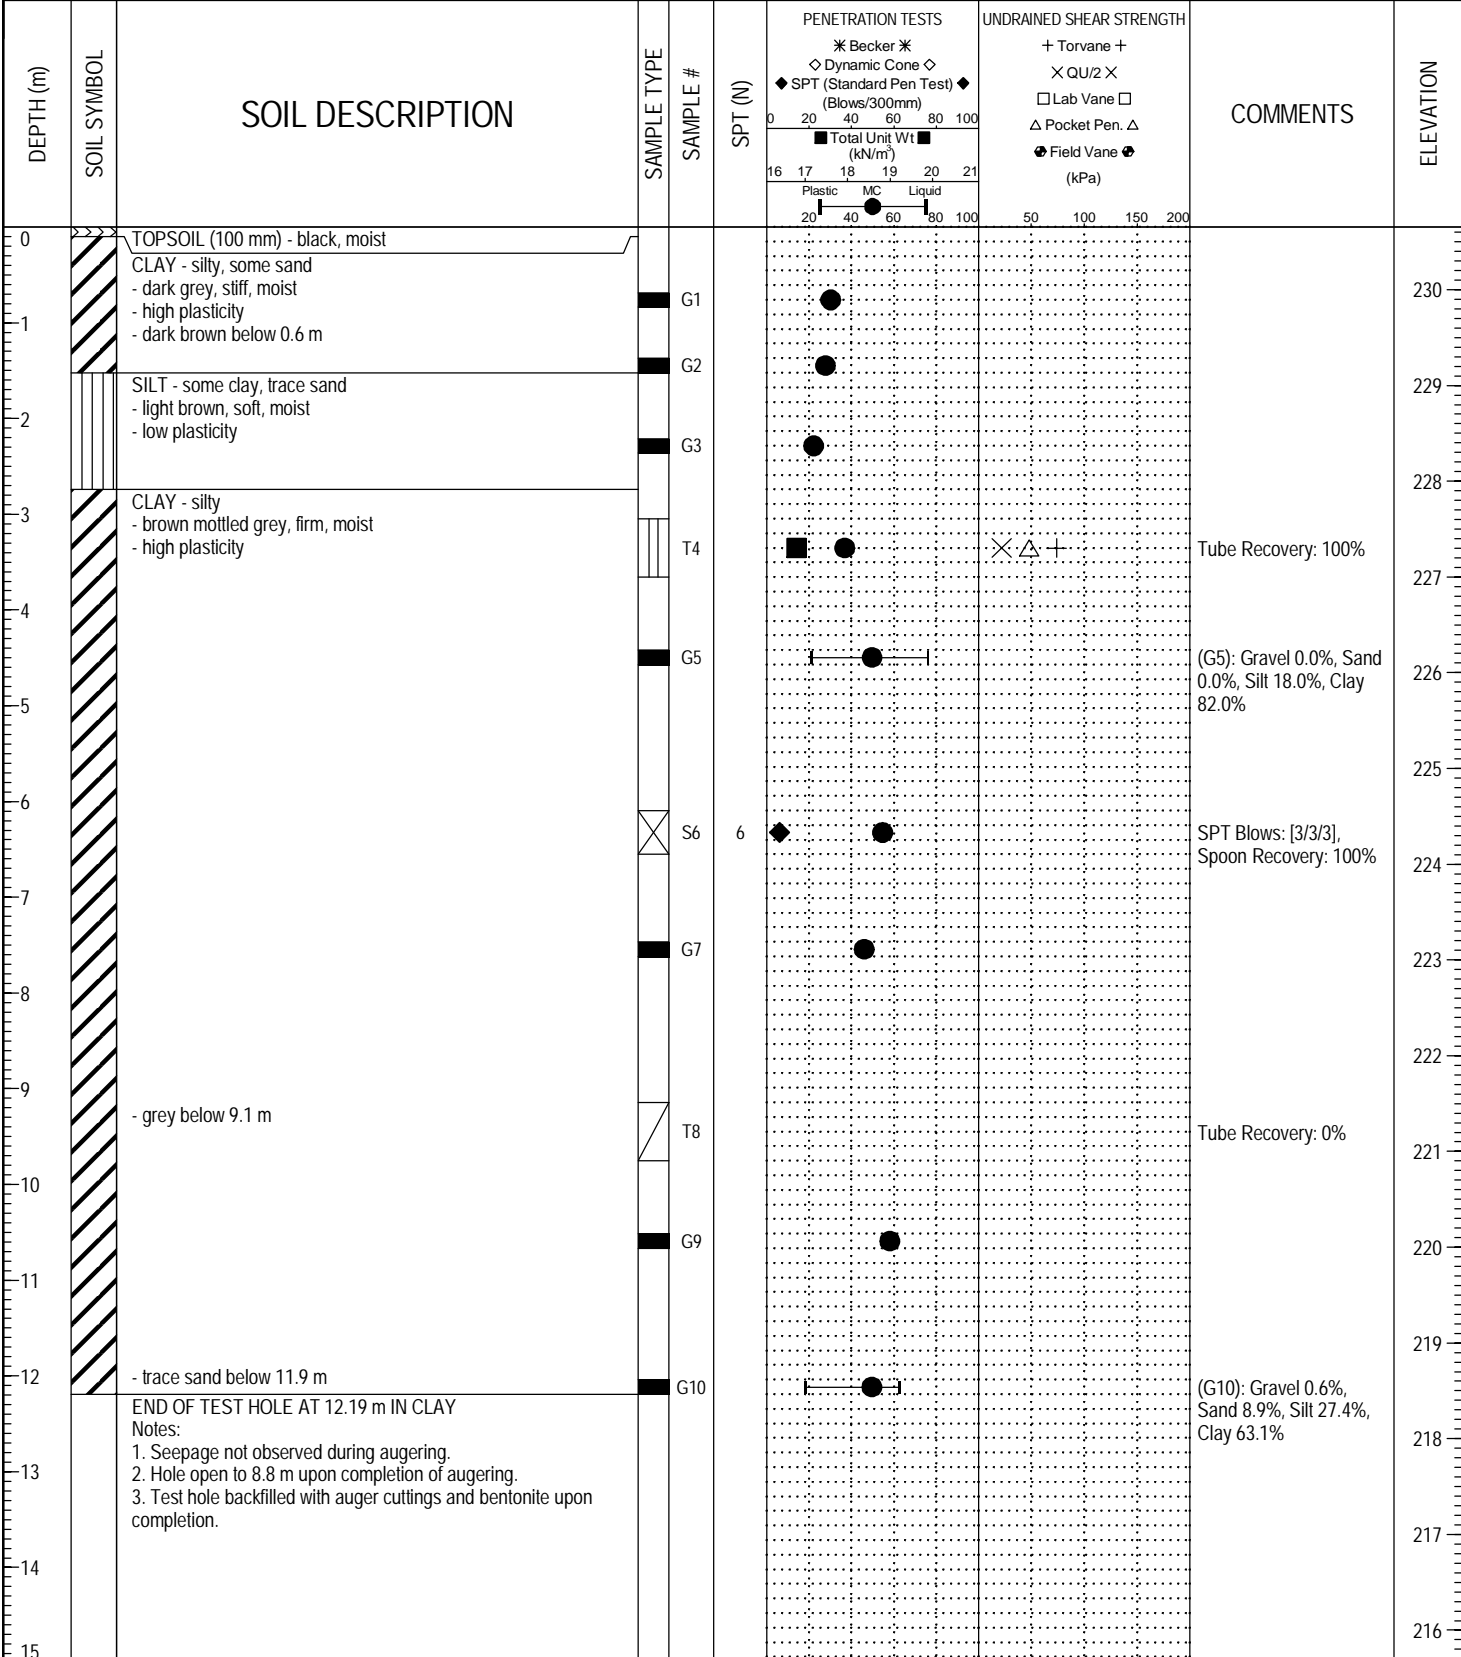 DEPTH (m)
SOIL SYMBOL
SOIL DESCRIPTION
SAMPLE TYPE
SAMPLE #
SPT (N)
PENETRATION TESTS
✳ Becker ✳
◇ Dynamic Cone ◇
◆ SPT (Standard Pen Test) ◆
(Blows/300mm)
0 20 40 60 80 100
■ Total Unit Wt ■
(kN/m³)
16 17 18 19 20 21
Plastic MC Liquid
20 40 60 80 100
UNDRAINED SHEAR STRENGTH
+ Torvane +
× QU/2 ×
□ Lab Vane □
△ Pocket Pen. △
Field Vane
(kPa)
50 100 150 200
COMMENTS
ELEVATION
0
TOPSOIL (100 mm) - black, moist
CLAY - silty, some sand
- dark grey, stiff, moist
- high plasticity
- dark brown below 0.6 m
G1
230
1
G2
SILT - some clay, trace sand
- light brown, soft, moist
- low plasticity
229
2
G3
228
CLAY - silty
- brown mottled grey, firm, moist
- high plasticity
3
T4
Tube Recovery: 100%
227
4
G5
(G5): Gravel 0.0%, Sand
0.0%, Silt 18.0%, Clay
82.0%
226
5
225
6
S6
6
SPT Blows: [3/3/3],
Spoon Recovery: 100%
224
7
G7
223
8
222
9
- grey below 9.1 m
T8
Tube Recovery: 0%
221
10
G9
220
11
219
12
- trace sand below 11.9 m
G10
(G10): Gravel 0.6%,
Sand 8.9%, Silt 27.4%,
Clay 63.1%
END OF TEST HOLE AT 12.19 m IN CLAY
Notes:
1. Seepage not observed during augering.
2. Hole open to 8.8 m upon completion of augering.
3. Test hole backfilled with auger cuttings and bentonite upon
completion.
218
13
217
14
216
15